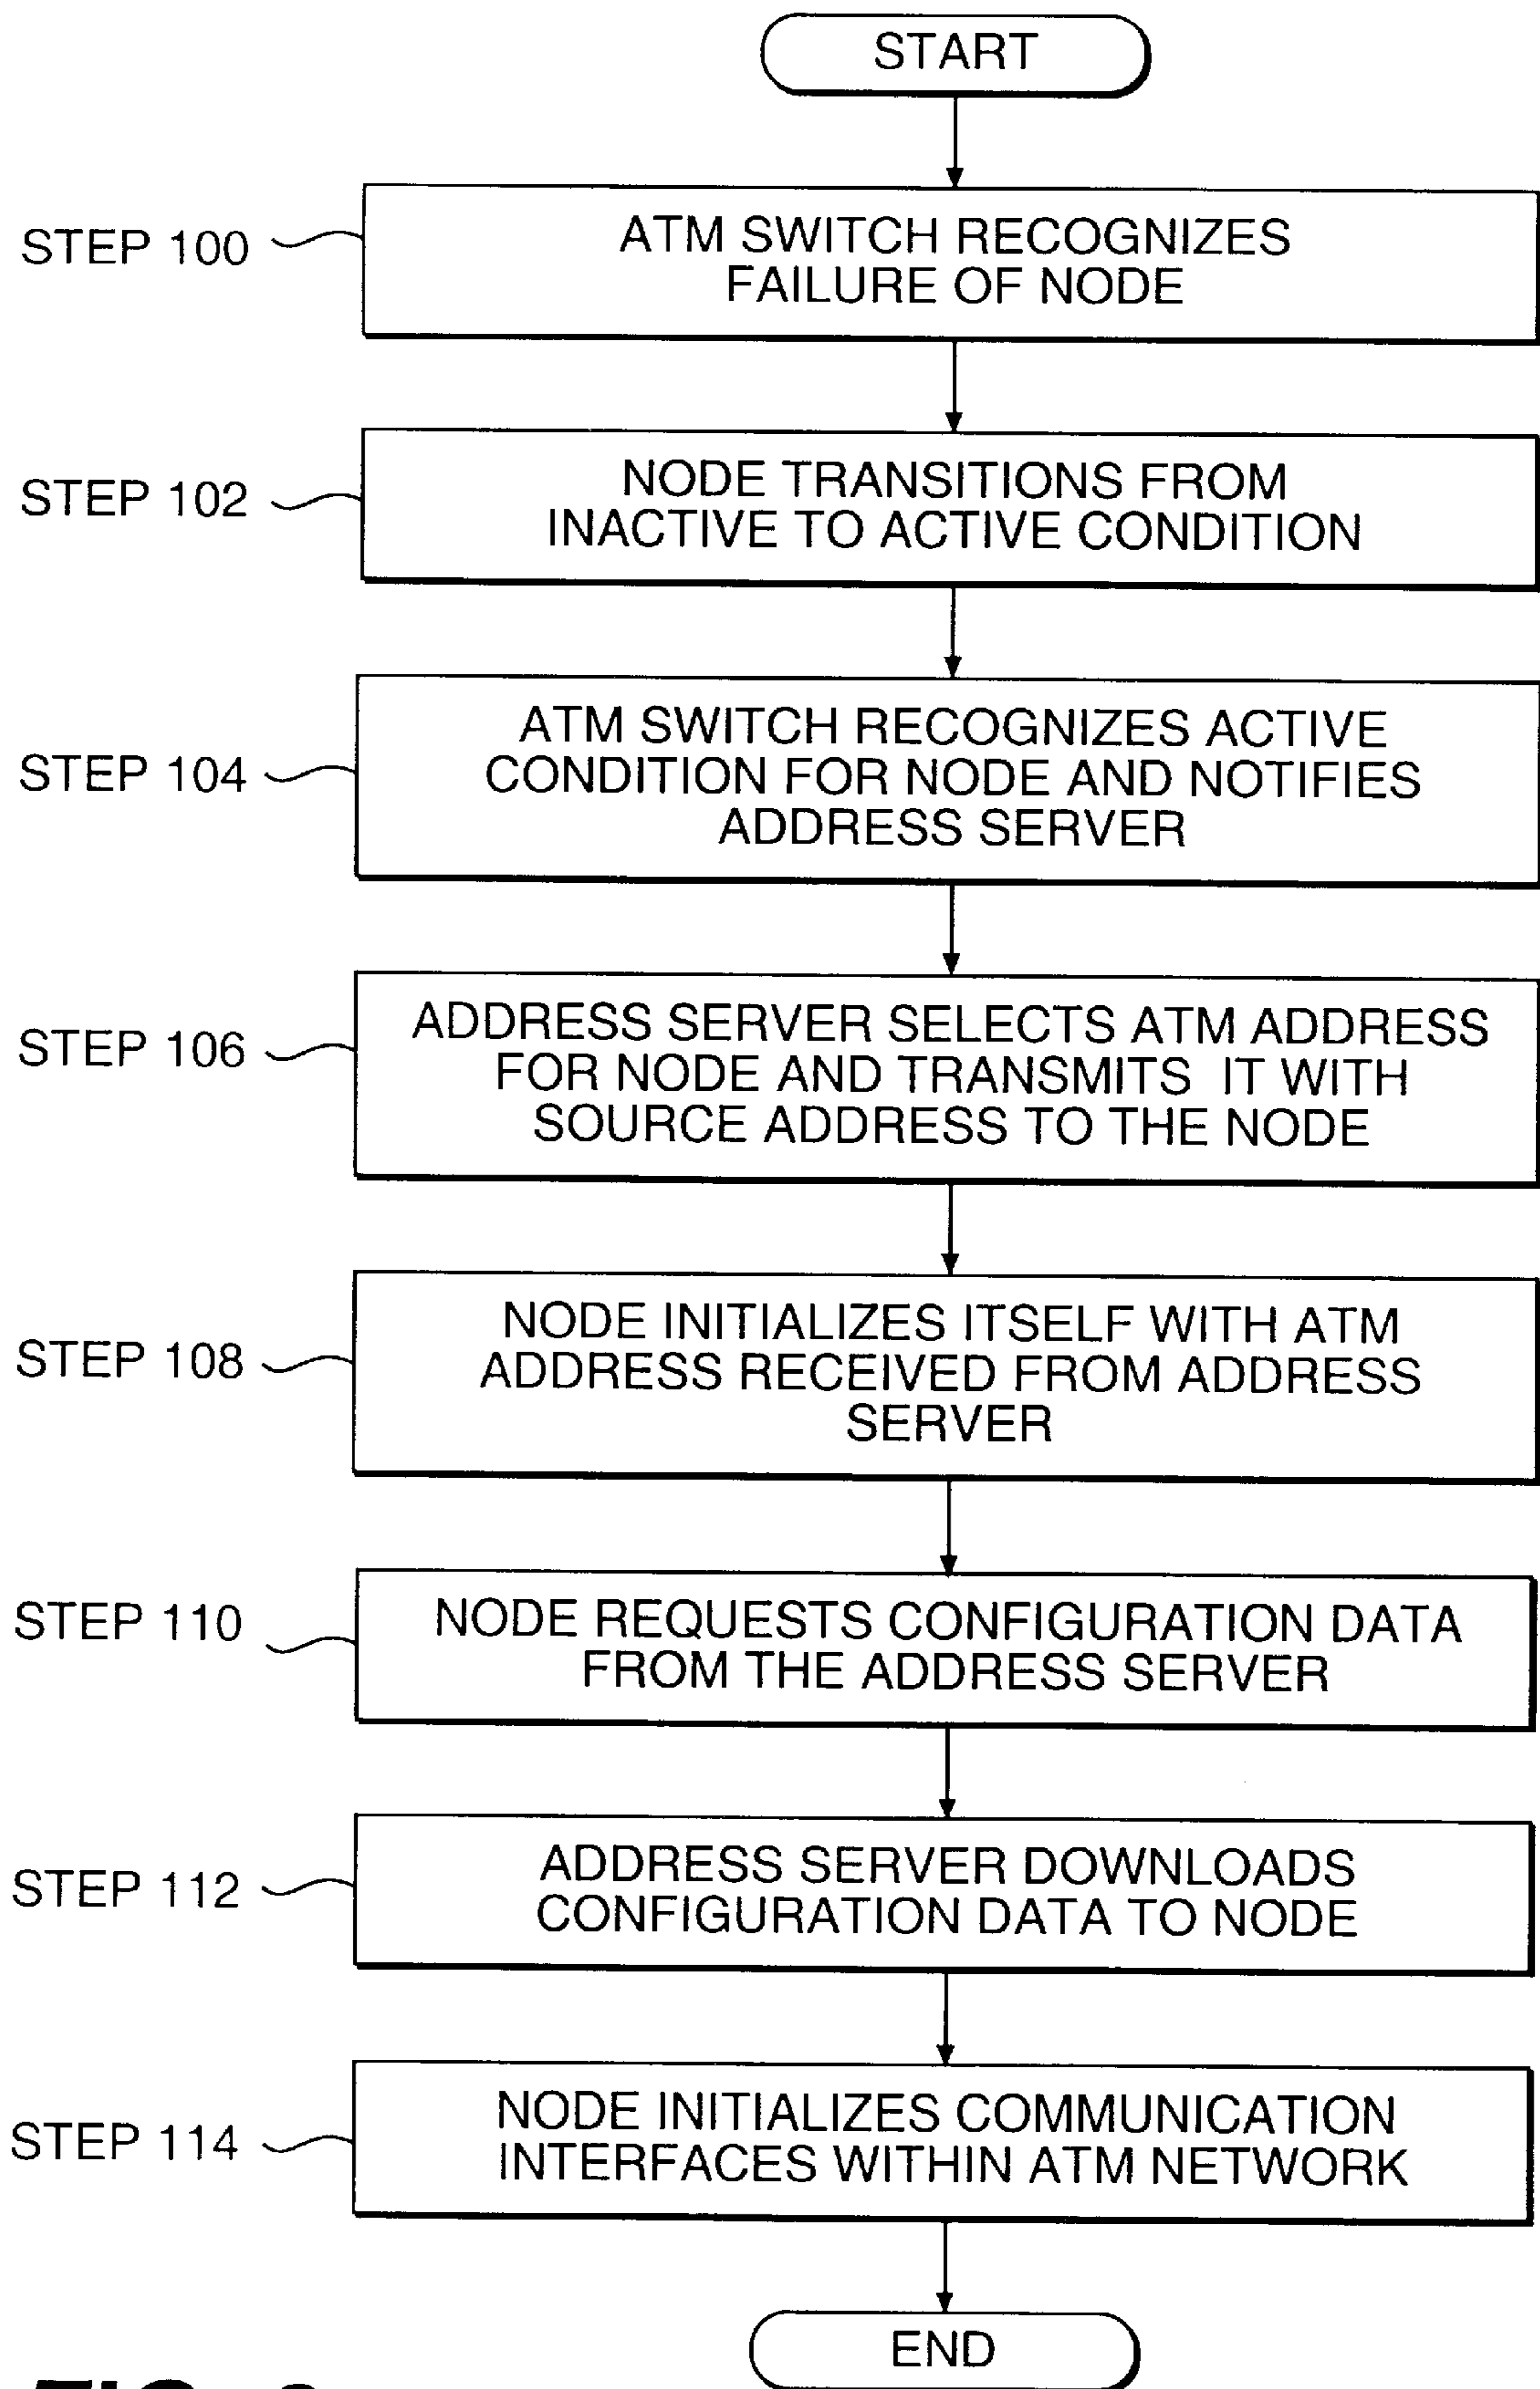 START
STEP 100
ATM SWITCH RECOGNIZES
FAILURE OF NODE
STEP 102
NODE TRANSITIONS FROM
INACTIVE TO ACTIVE CONDITION
STEP 104
ATM SWITCH RECOGNIZES ACTIVE
CONDITION FOR NODE AND NOTIFIES
ADDRESS SERVER
STEP 106
ADDRESS SERVER SELECTS ATM ADDRESS
FOR NODE AND TRANSMITS IT WITH
SOURCE ADDRESS TO THE NODE
STEP 108
NODE INITIALIZES ITSELF WITH ATM
ADDRESS RECEIVED FROM ADDRESS
SERVER
STEP 110
NODE REQUESTS CONFIGURATION DATA
FROM THE ADDRESS SERVER
STEP 112
ADDRESS SERVER DOWNLOADS
CONFIGURATION DATA TO NODE
STEP 114
NODE INITIALIZES COMMUNICATION
INTERFACES WITHIN ATM NETWORK
END